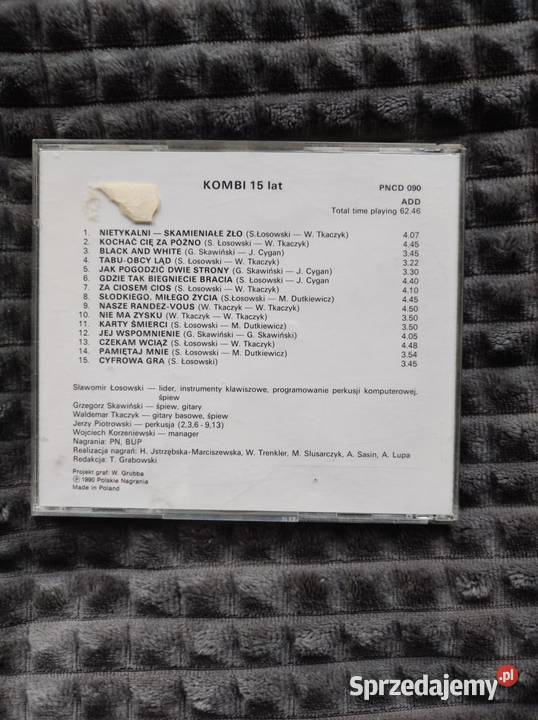 KOMBI 15 lat
PNCD 090
ADD
Total time playing 62.46
1. NIETYKALNI — SKAMIENIAŁE ZŁO (S.Łosowski — W. Tkaczyk) 4.07
2. KOCHAĆ CIĘ ZA PÓŹNO (S. Łosowski — W. Tkaczyk) 4.45
3. BLACK AND WHITE (G. Skawiński — J. Cygan) 3.45
4. TABU-OBCY LĄD (S. Łosowski — W. Tkaczyk) 3.22
5. JAK POGODZIĆ DWIE STRONY (G. Skawiński — J. Cygan) 3.30
6. GDZIE TAK BIEGNIECIE BRACIA (S. Łosowski — J. Cygan) 4.40
7. ZA CIOSEM CIOS (S. Łosowski — W. Tkaczyk) 4.10
8. SŁODKIEGO, MIŁEGO ŻYCIA (S.Łosowski — M. Dutkiewicz) 4.45
9. NASZE RANDEZ-VOUS (W. Tkaczyk — W. Tkaczyk) 4.50
10. NIE MA ZYSKU (W. Tkaczyk — W. Tkaczyk) 3.50
11. KARTY ŚMIERCI (S. Łosowski — M. Dutkiewicz) 3.50
12. JEJ WSPOMNIENIE (G. Skawiński — G. Skawiński) 4.05
13. CZEKAM WCIĄŻ (S. Łosowski — W. Tkaczyk) 4.48
14. PAMIĘTAJ MNIE (S. Łosowski — M. Dutkiewicz) 3.54
15. CYFROWA GRA (S. Łosowski) 3.45
Sławomir Łosowski — lider, instrumenty klawiszowe, programowanie perkusji komputerowej,
śpiew
Grzegorz Skawiński — śpiew, gitary
Waldemar Tkaczyk — gitary basowe, śpiew
Jerzy Piotrowski — perkusja (2,3,6 - 9,13)
Wojciech Korzeniewski — manager
Nagrania: PN, BUP
Realizacja nagrań: H. Jstrzębska-Marciszewska, W. Trenkler, M. Slusarczyk, A. Sasin, A. Lupa
Redakcja: T. Grabowski
Projekt graf: W. Grubba
Ⓟ 1990 Polskie Nagrania
Made in Poland
Sprzedajemy.pl